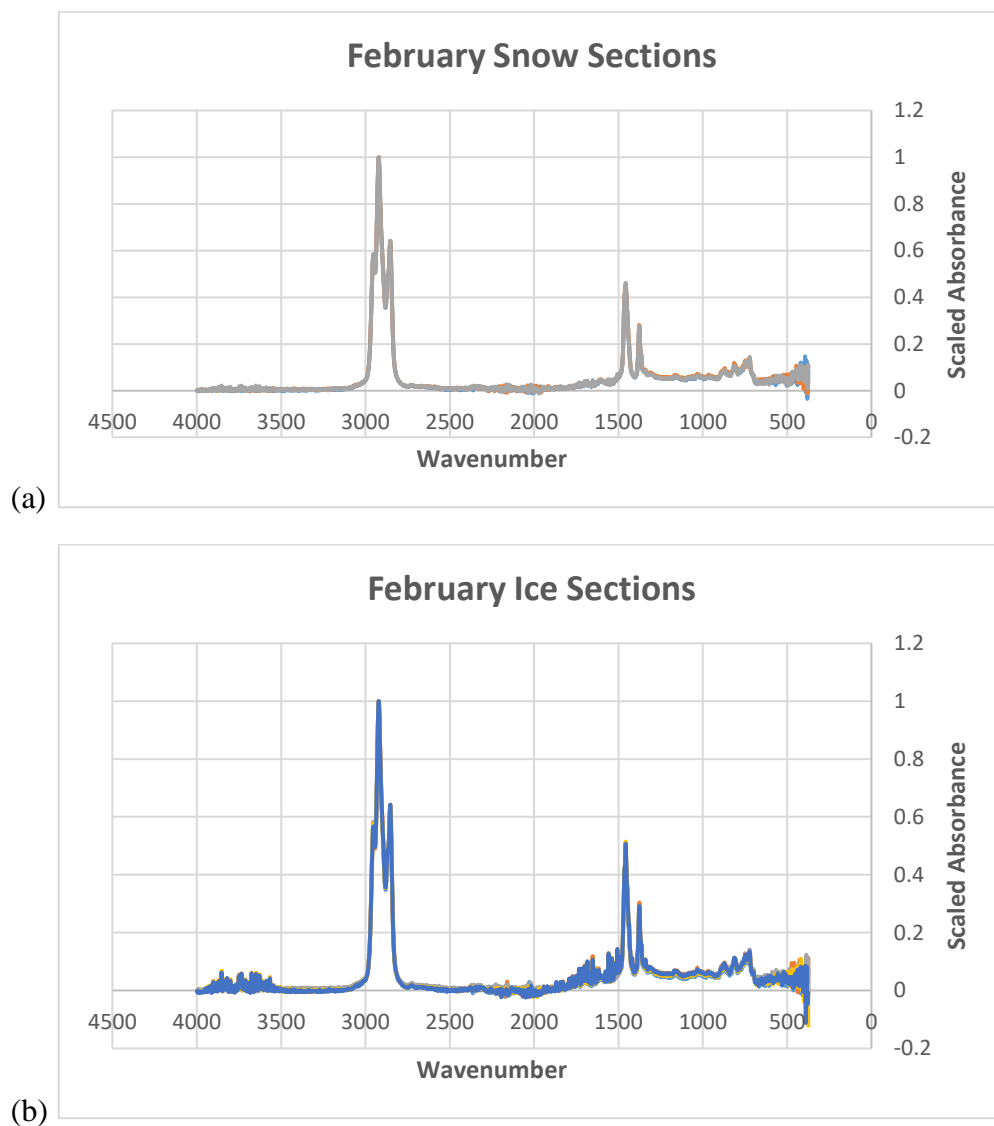 February Snow Sections
1.2
1
0.8
0.6
0.4
0.2
0
-0.2
Scaled Absorbance
4500 4000 3500 3000 2500 2000 1500 1000 500 0
Wavenumber
(a)
February Ice Sections
1.2
1
0.8
0.6
0.4
0.2
0
-0.2
Scaled Absorbance
4500 4000 3500 3000 2500 2000 1500 1000 500 0
Wavenumber
(b)